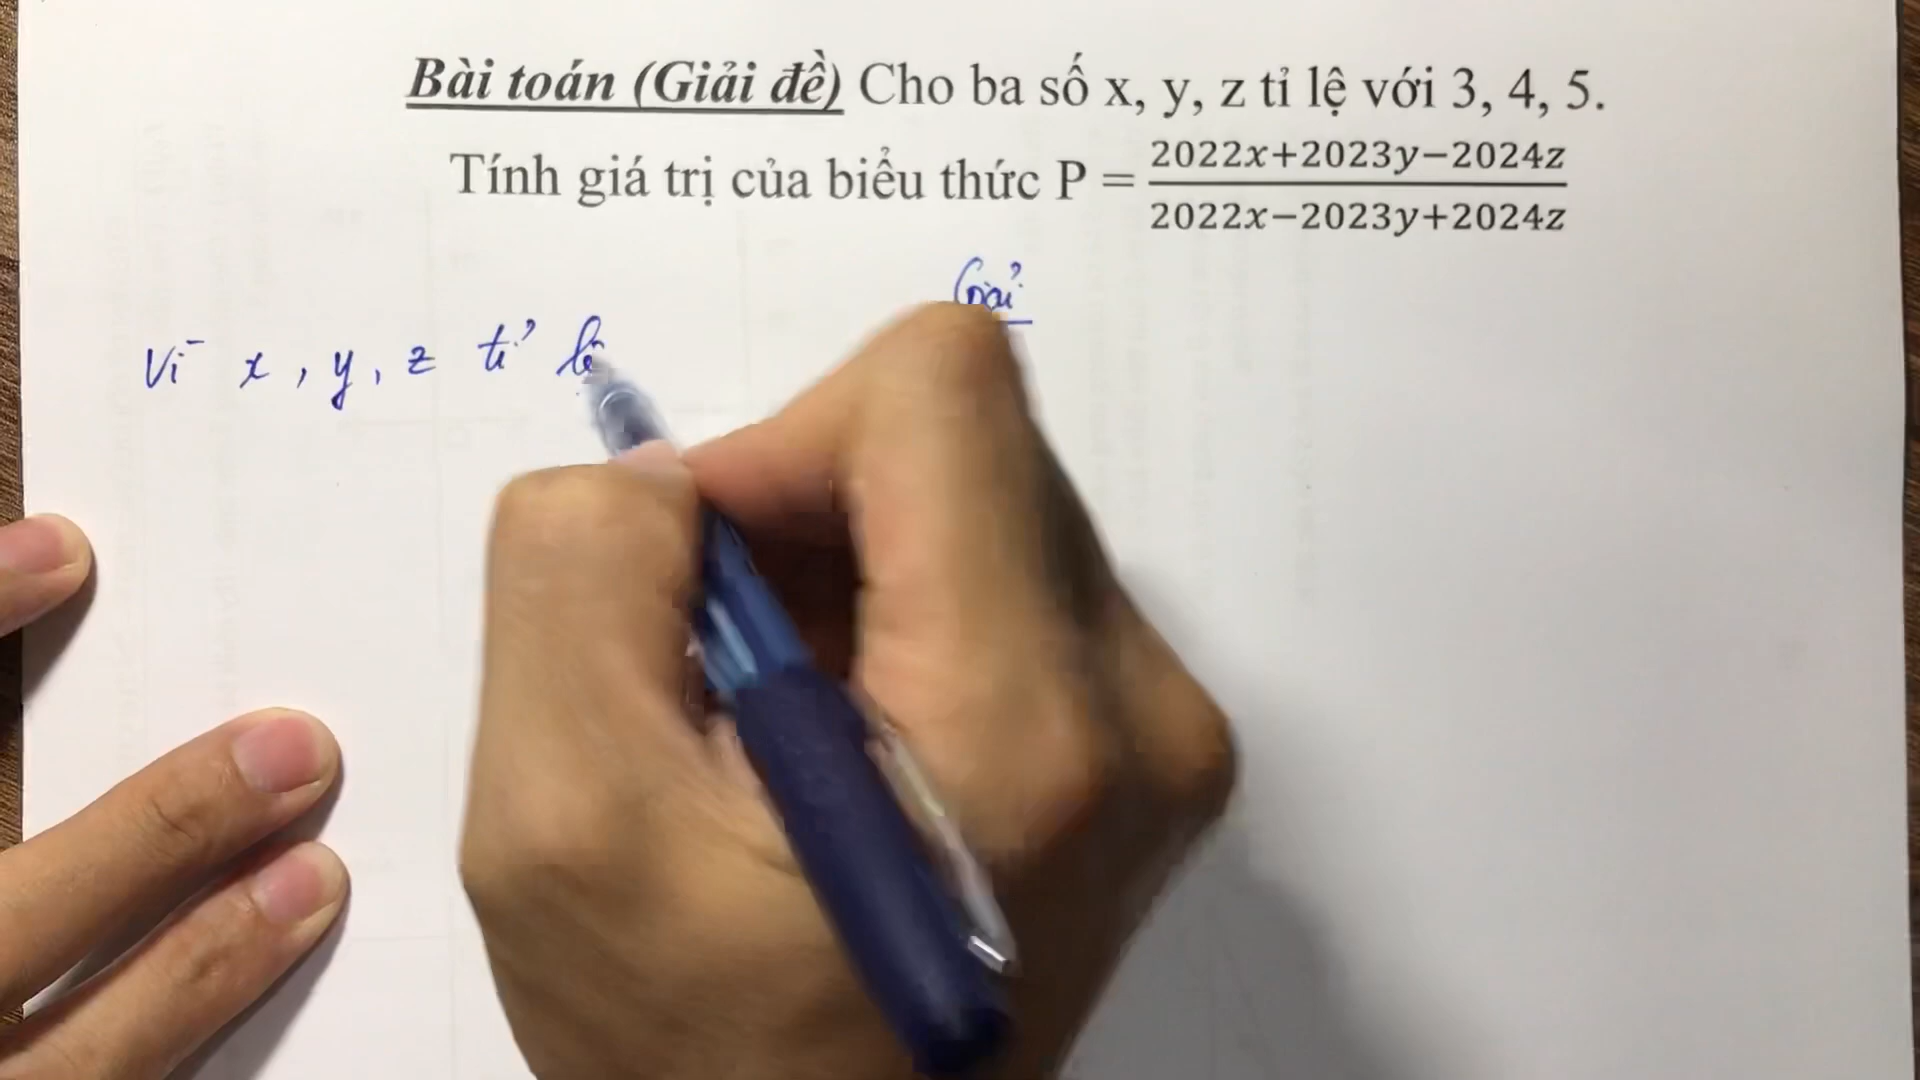 Bài toán (Giải đề) Cho ba số x, y, z tỉ lệ với 3, 4, 5.
Tính giá trị của biểu thức P = \frac{2022x+2023y−2024z}{2022x−2023y+2024z}
Giải
Vì x, y, z tỉ lệ